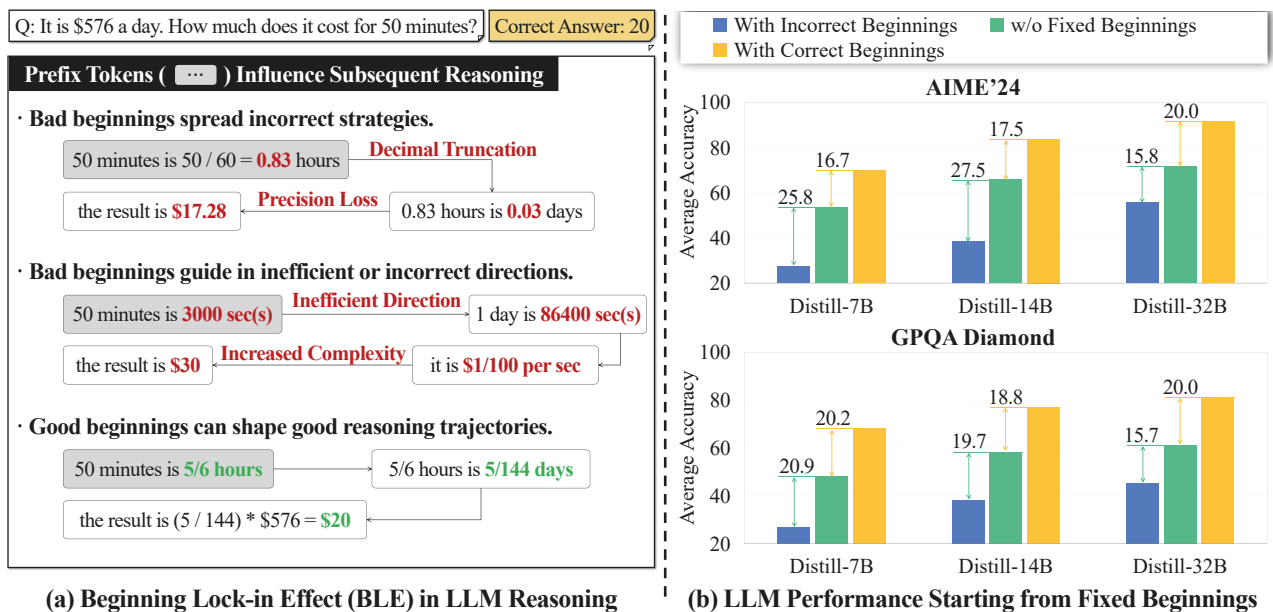 Q: It is $576 a day. How much does it cost for 50 minutes?
Correct Answer: 20
Prefix Tokens ( ... ) Influence Subsequent Reasoning
· Bad beginnings spread incorrect strategies.
50 minutes is 50 / 60 = 0.83 hours
Decimal Truncation
the result is $17.28
Precision Loss
0.83 hours is 0.03 days
· Bad beginnings guide in inefficient or incorrect directions.
50 minutes is 3000 sec(s)
Inefficient Direction
1 day is 86400 sec(s)
the result is $30
Increased Complexity
it is $1/100 per sec
· Good beginnings can shape good reasoning trajectories.
50 minutes is 5/6 hours
5/6 hours is 5/144 days
the result is (5 / 144) * $576 = $20
(a) Beginning Lock-in Effect (BLE) in LLM Reasoning
With Incorrect Beginnings
w/o Fixed Beginnings
With Correct Beginnings
AIME'24
Average Accuracy
100
80
60
40
20
25.8
16.7
27.5
17.5
15.8
20.0
Distill-7B
Distill-14B
Distill-32B
GPQA Diamond
Average Accuracy
100
80
60
40
20
20.9
20.2
19.7
18.8
15.7
20.0
Distill-7B
Distill-14B
Distill-32B
(b) LLM Performance Starting from Fixed Beginnings